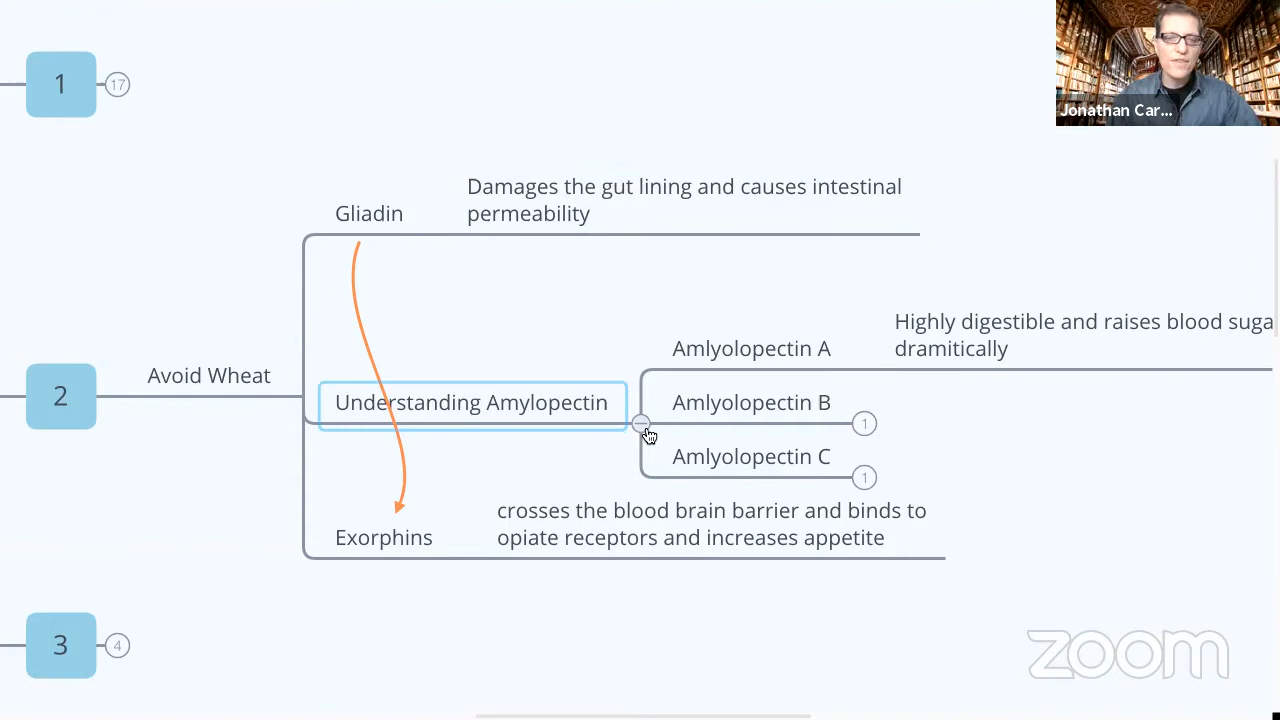 1
17
Jonathan Car...
Damages the gut lining and causes intestinal
permeability
Gliadin
Highly digestible and raises blood suga
dramitically
Amlyolopectin A
2
Avoid Wheat
Understanding Amylopectin
Amlyolopectin B
1
Amlyolopectin C
1
crosses the blood brain barrier and binds to
opiate receptors and increases appetite
Exorphins
3
4
zoom